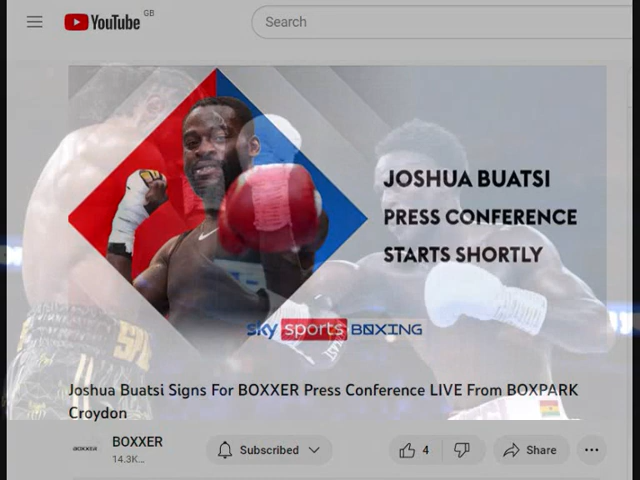 YouTube GB
Search
JOSHUA BUATSI
PRESS CONFERENCE
STARTS SHORTLY
sky sports BOXING
Joshua Buatsi Signs For BOXXER Press Conference LIVE From BOXPARK
Croydon
BOXXER
BOXXER
14.3K...
Subscribed
4
Share